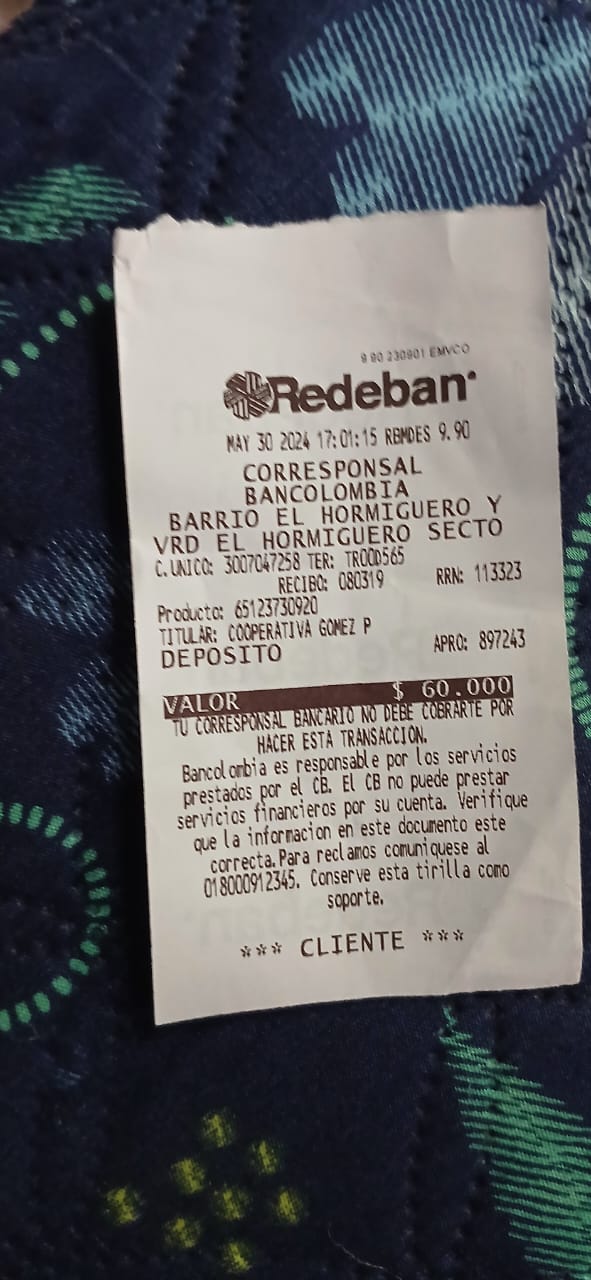 9 90 230901 EMVCO
Redeban
MAY 30 2024 17:01:15 RBMDES 9.90
CORRESPONSAL
BANCOLOMBIA
BARRIO EL HORMIGUERO Y
VRD EL HORMIGUERO SECTO
C.UNICO: 3007047258 TER: TROOD565
RECIBO: 080319 RRN: 113323
Producto: 65123730920
TITULAR: COOPERATIVA GOMEZ P
DEPOSITO APRO: 897243
VALOR $ 60.000
TU CORRESPONSAL BANCARIO NO DEBE COBRARTE POR
HACER ESTA TRANSACCION.
Bancolombia es responsable por los servicios
prestados por el CB. El CB no puede prestar
servicios financieros por su cuenta. Verifique
que la informacion en este documento este
correcta.Para reclamos comuniquese al
018000912345. Conserve esta tirilla como
soporte.
*** CLIENTE ***